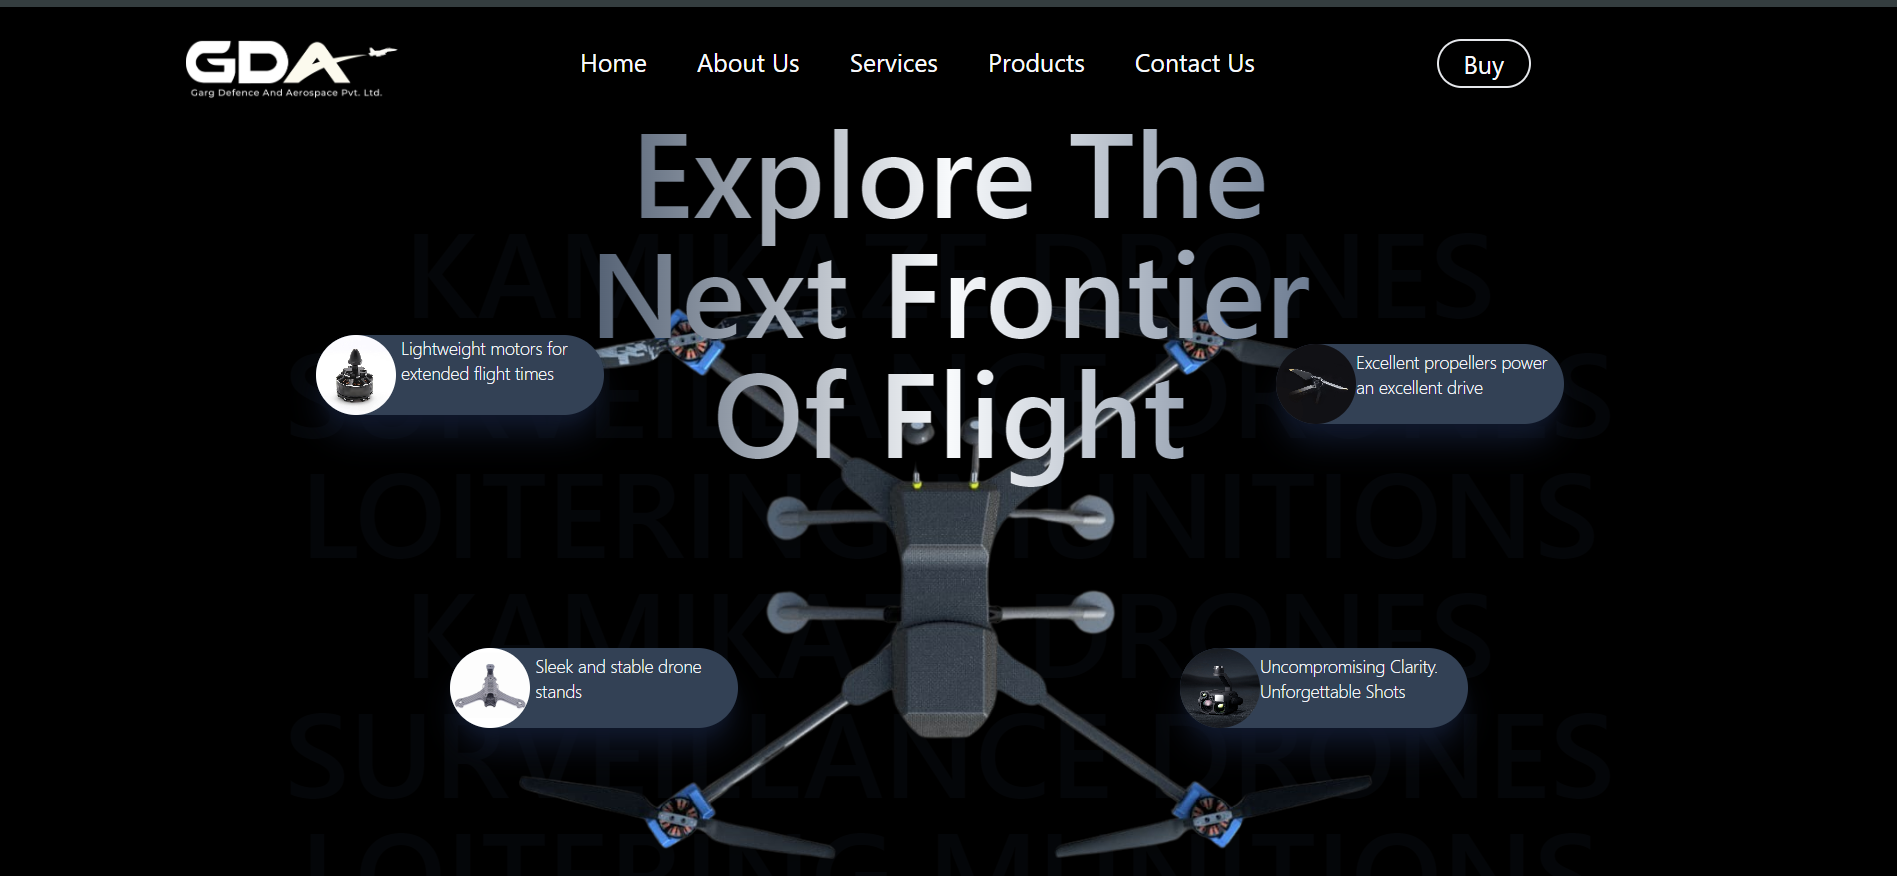 GDA
Garg Defence And Aerospace Pvt. Ltd.
Home
About Us
Services
Products
Contact Us
Buy
Explore The
Next Frontier
Of Flight
KAMIKAZE DRONES
SURVEILLANCE DRONES
LOITERING MUNITIONS
KAMIKAZE DRONES
SURVEILLANCE DRONES
LOITERING MUNITIONS
Lightweight motors for
extended flight times
Excellent propellers power
an excellent drive
Sleek and stable drone
stands
Uncompromising Clarity.
Unforgettable Shots